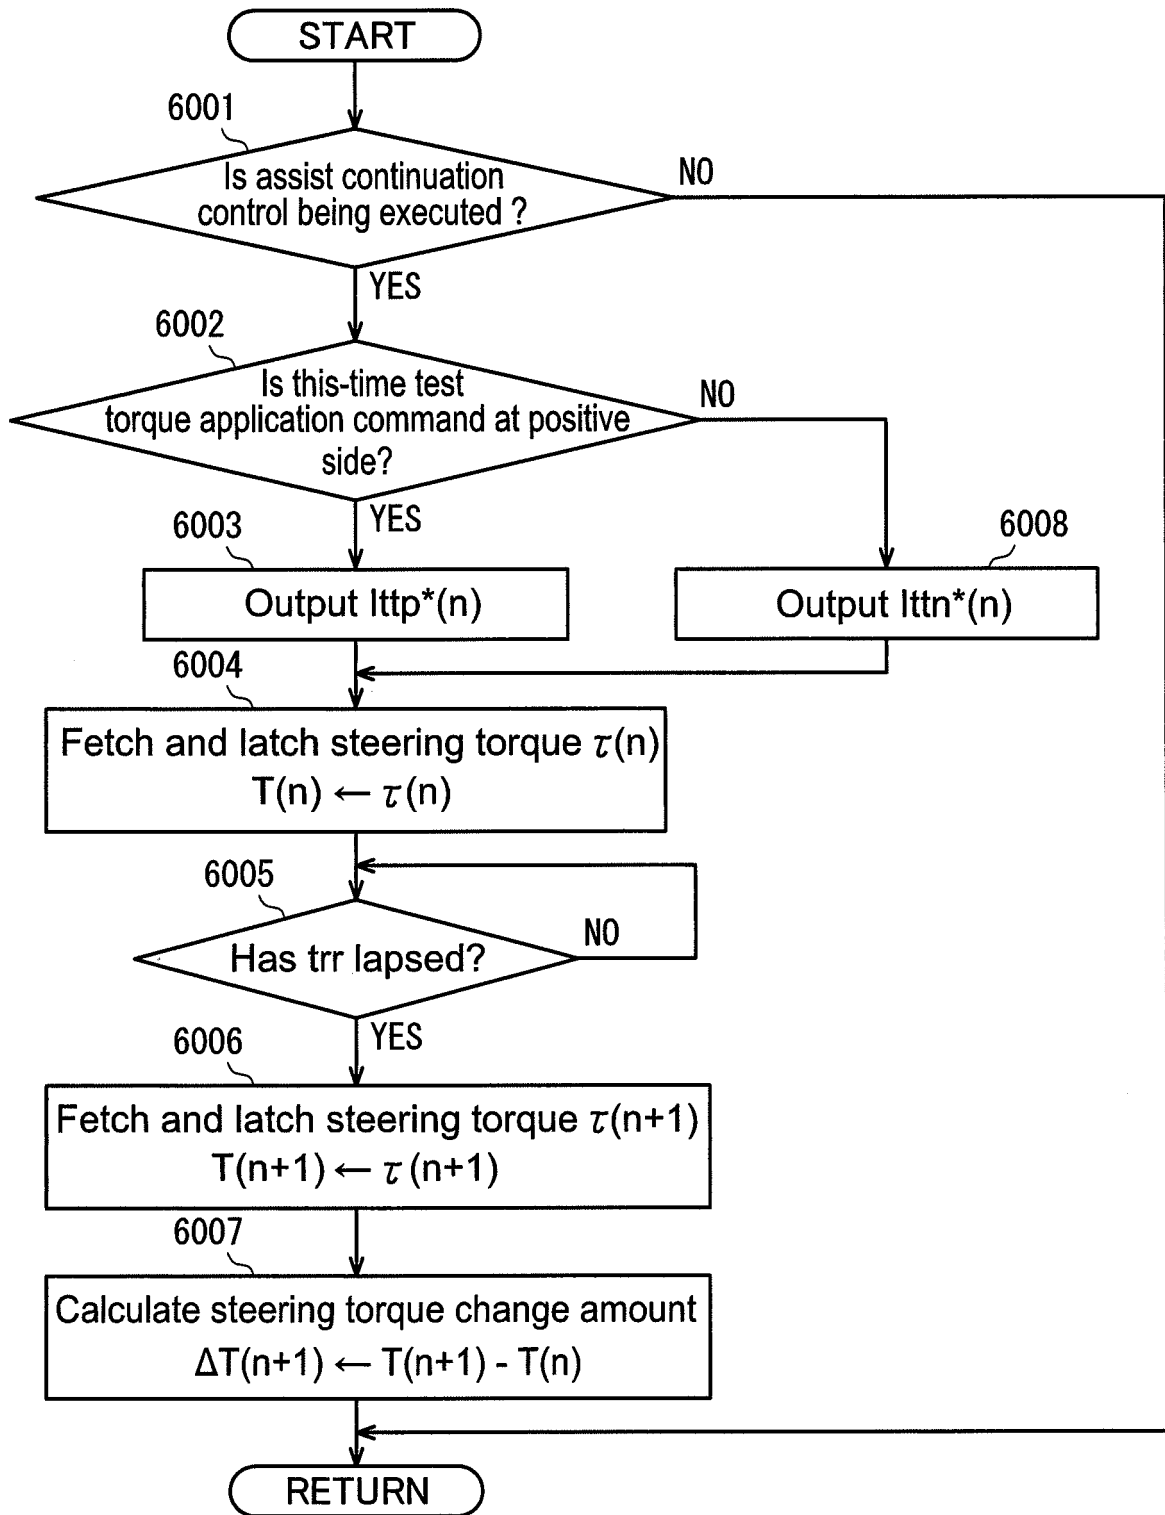 START
6001
Is assist continuation
control being executed ?
NO
YES
6002
Is this-time test
torque application command at positive
side?
NO
YES
6003
Output Ittp*(n)
6008
Output Ittn*(n)
6004
Fetch and latch steering torque τ(n)
T(n) ← τ(n)
6005
Has trr lapsed?
NO
YES
6006
Fetch and latch steering torque τ(n+1)
T(n+1) ← τ(n+1)
6007
Calculate steering torque change amount
ΔT(n+1) ← T(n+1) - T(n)
RETURN